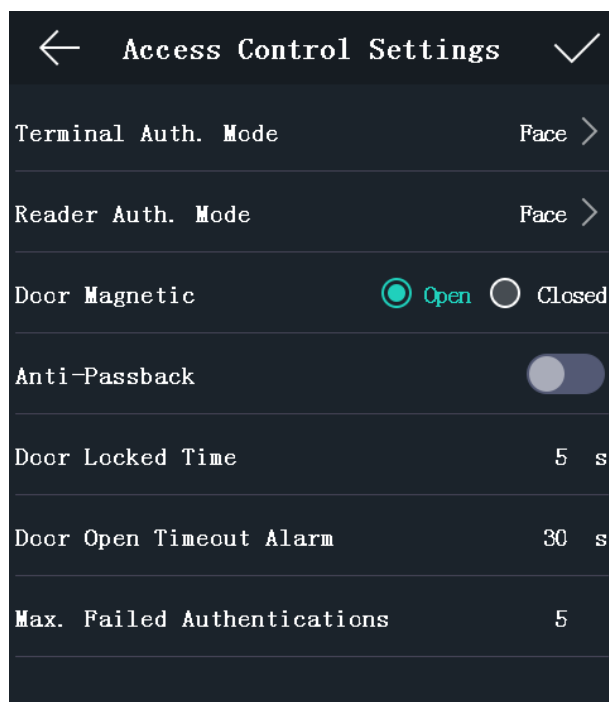 Access Control Settings
Terminal Auth. Mode Face
Reader Auth. Mode Face
Door Magnetic Open Closed
Anti-Passback
Door Locked Time 5 s
Door Open Timeout Alarm 30 s
Max. Failed Authentications 5